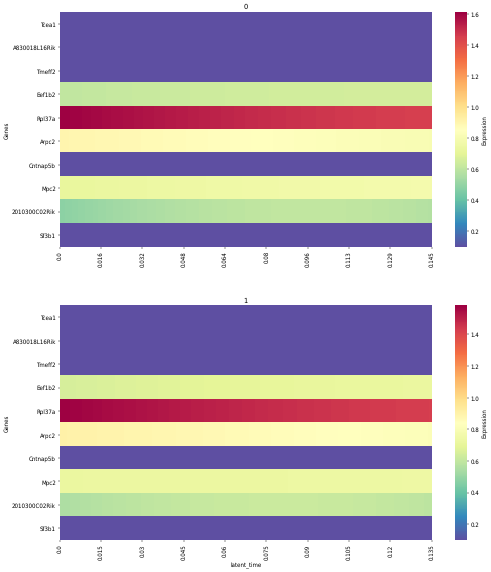 0
Tcea1
A830018L16Rik
Tmeff2
Eef1b2
Rpl37a
Arpc2
Cntnap5b
Mpc2
2010300C02Rik
Sf3b1
Genes
0.0 0.016 0.032 0.048 0.064 0.08 0.096 0.113 0.129 0.145
1.6
1.4
1.2
1.0
0.8
0.6
0.4
0.2
Expression
1
Tcea1
A830018L16Rik
Tmeff2
Eef1b2
Rpl37a
Arpc2
Cntnap5b
Mpc2
2010300C02Rik
Sf3b1
Genes
0.0 0.015 0.03 0.045 0.06 0.075 0.09 0.105 0.12 0.135
latent_time
1.4
1.2
1.0
0.8
0.6
0.4
0.2
Expression